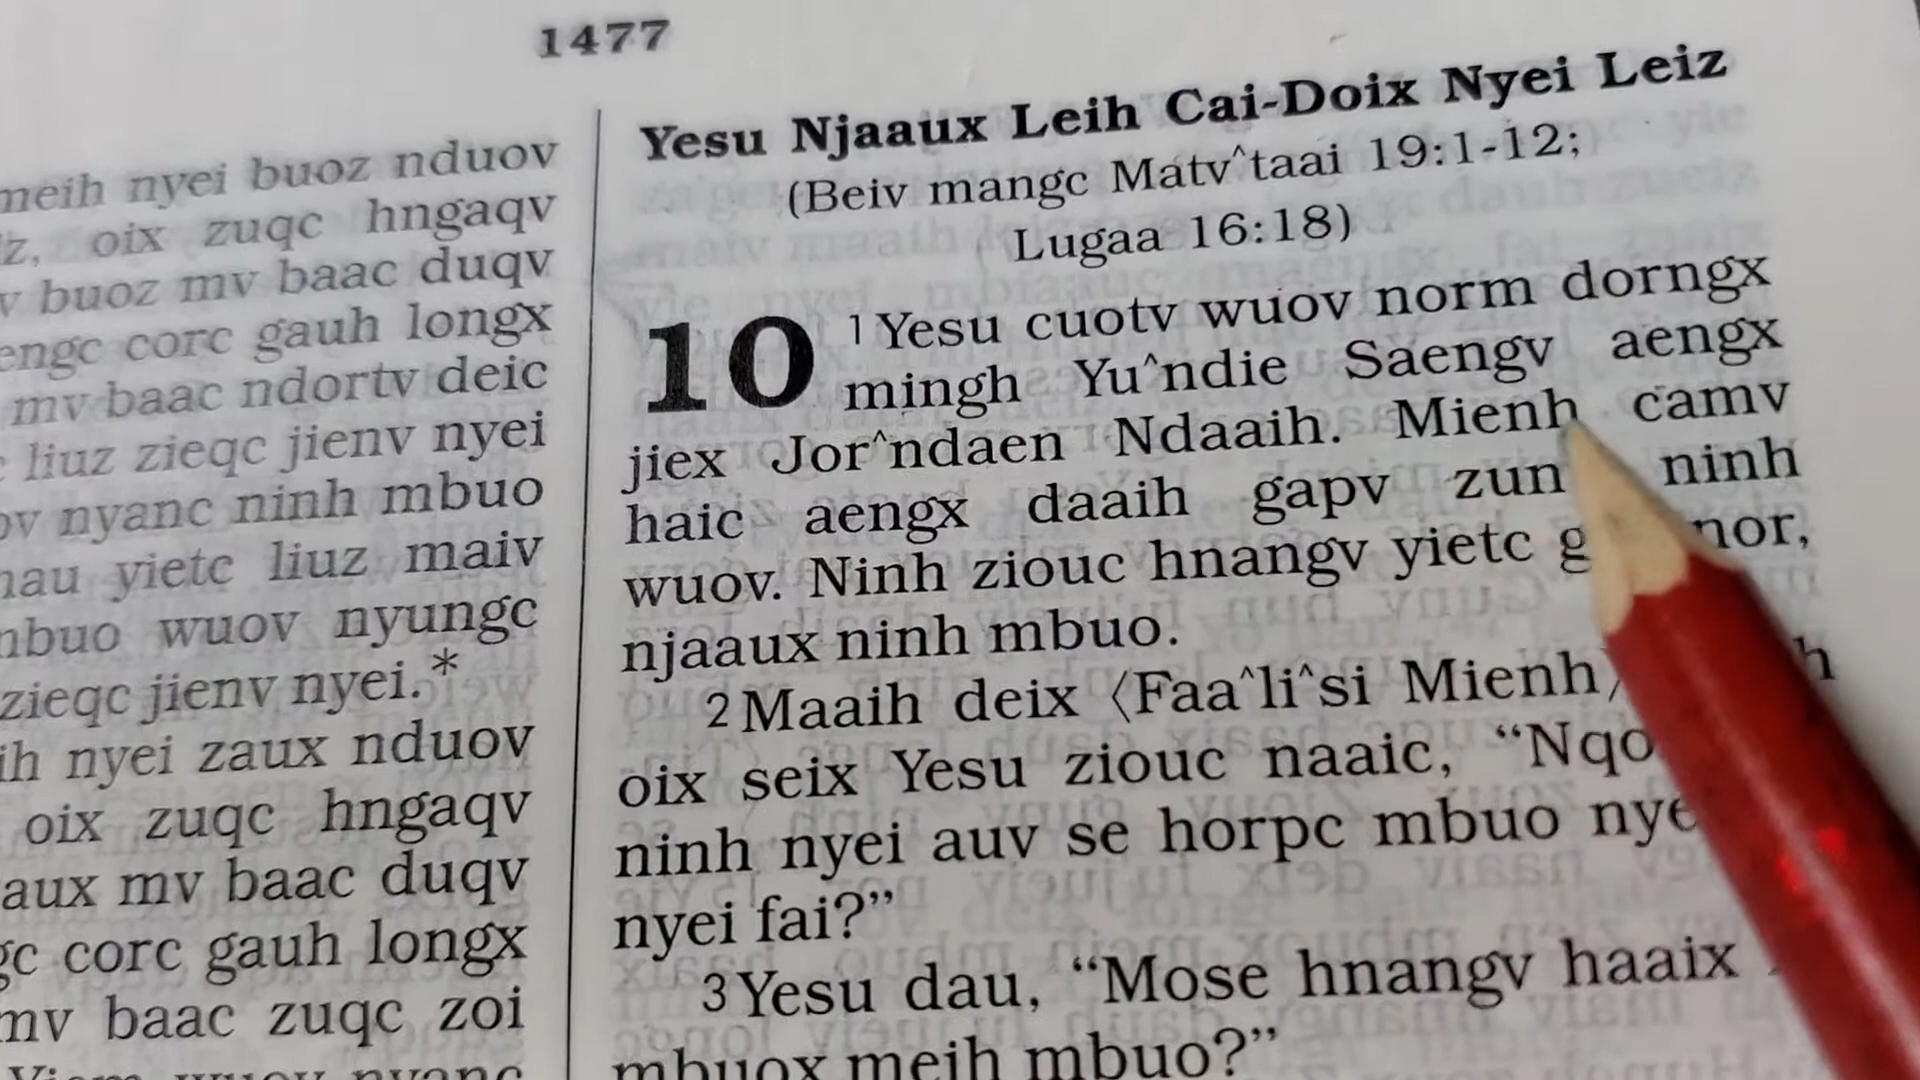 1477
meih nyei buoz nduov
oix zuqc hngaqv
buoz mv baac duqv
corc gauh longx
mv baac ndortv deic
liuz zieqc jienv nyei
nyanc ninh mbuo
yietc liuz maiv
wuov nyungc
zieqc jienv nyei.*
nyei zaux nduov
oix zuqc hngaqv
mv baac duqv
corc gauh longx
mv baac zuqc zoi
Yesu Njaaux Leih Cai-Doix Nyei Leiz
(Beiv mangc Matv^taai 19:1-12;
Lugaa 16:18)
10 1 Yesu cuotv wuov norm dorngx
mingh Yu^ndie Saengv aengx
jiex Jor^ndaen Ndaaih. Mienh camv
haic aengx daaih gapv zun ninh
wuov. Ninh ziouc hnangv yietc
njaaux ninh mbuo.
2 Maaih deix ⟨Faa^li^si Mienh⟩
oix seix Yesu ziouc naaic,
ninh nyei auv se horpc mbuo
nyei fai?”
3 Yesu dau, “Mose hnangv haaix
mbuox meih mbuo?”